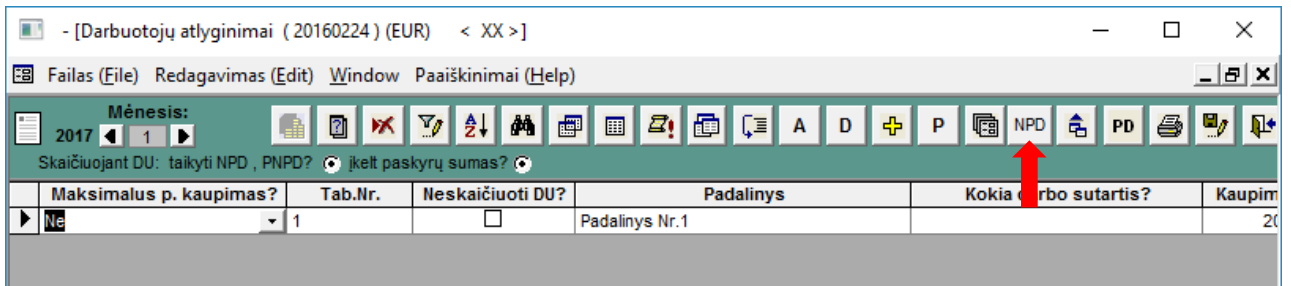 - [Darbuotojų atlyginimai ( 20160224 ) (EUR) < XX >]
Failas (File) Redagavimas (Edit) Window Paaiškinimai (Help)
Mėnesis:
2017 1
A D P NPD PD
Skaičiuojant DU: taikyti NPD , PNPD? įkelt paskyrų sumas?
Maksimalus p. kaupimas? Tab.Nr. Neskaičiuoti DU? Padalinys Kokia darbo sutartis? Kaupim
Ne 1 Padalinys Nr.1 20